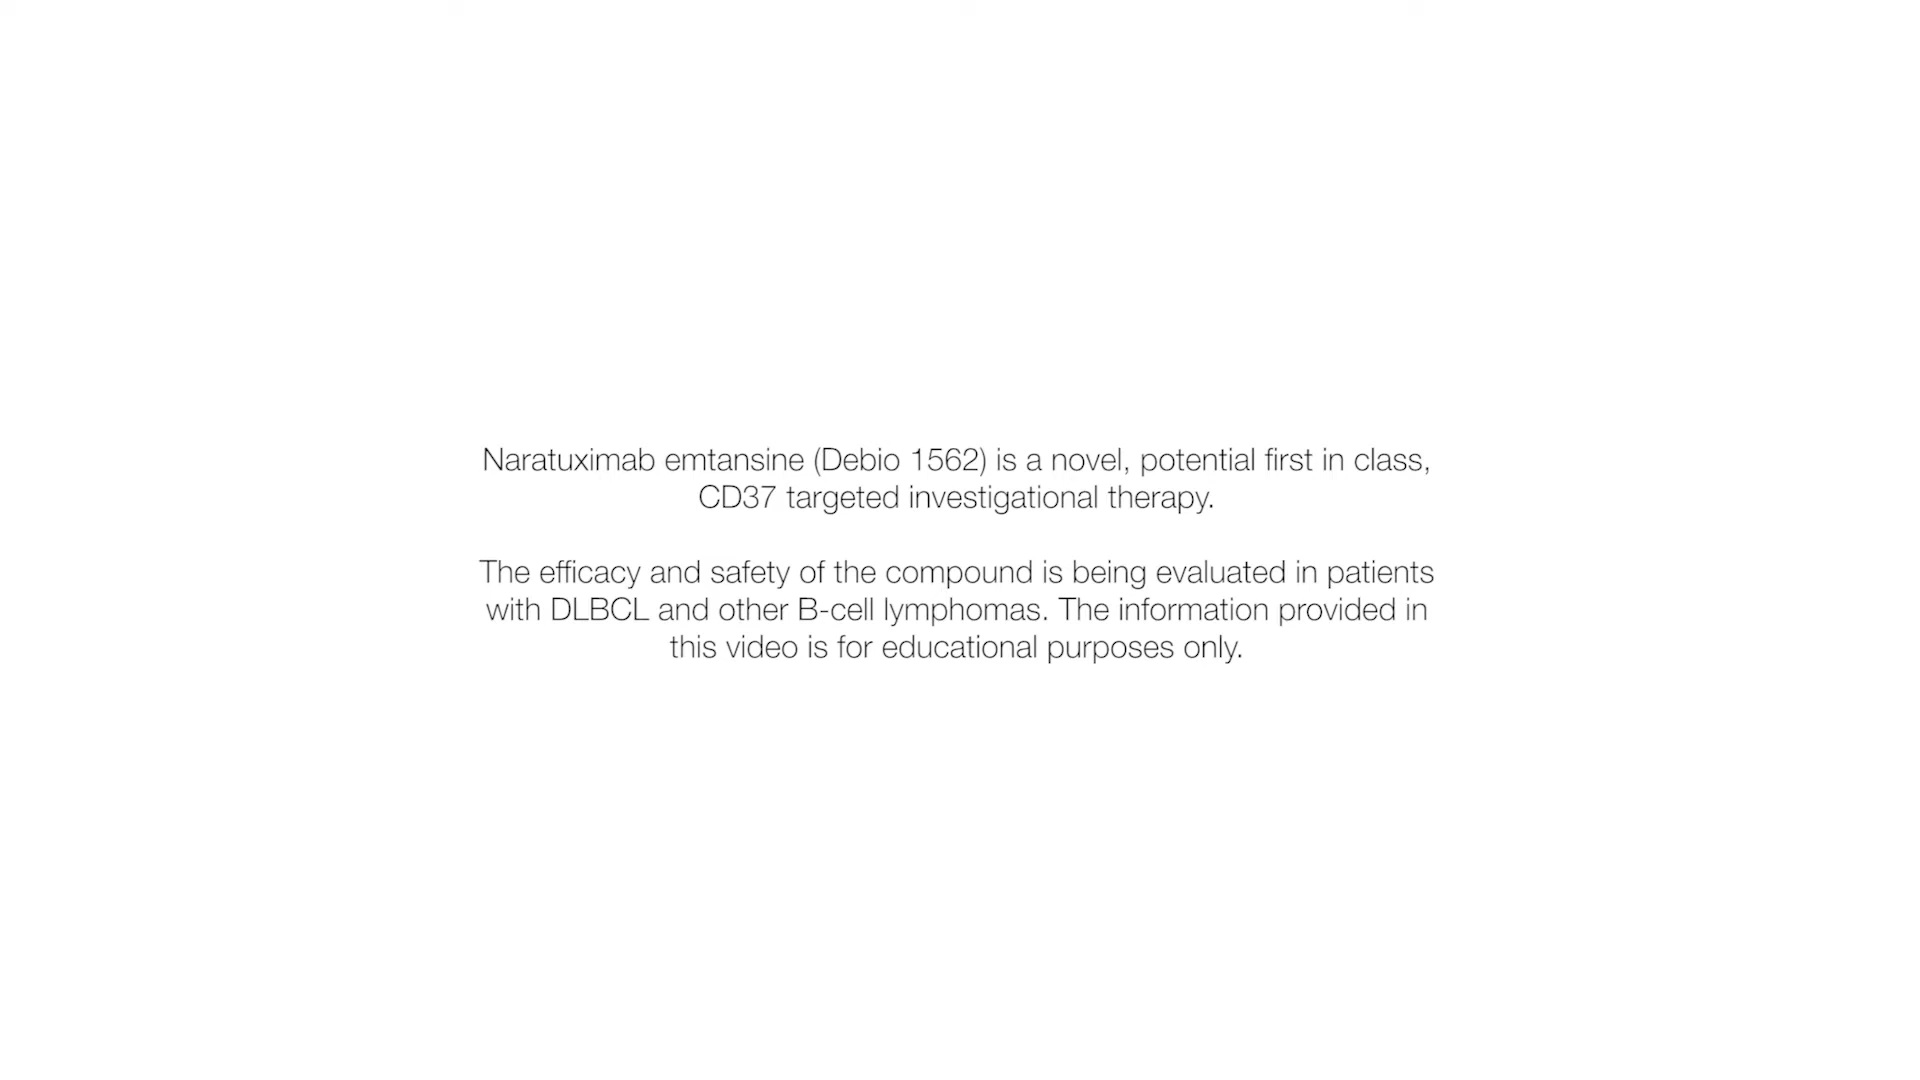 Naratuximab emtansine (Debio 1562) is a novel, potential first in class,
CD37 targeted investigational therapy.
The efficacy and safety of the compound is being evaluated in patients
with DLBCL and other B-cell lymphomas. The information provided in
this video is for educational purposes only.